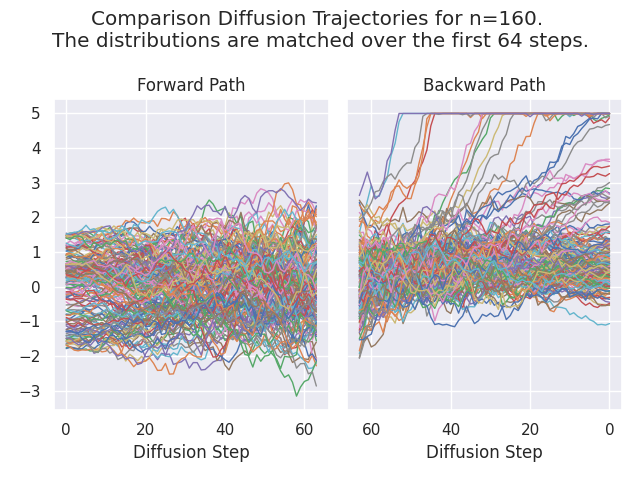 Comparison Diffusion Trajectories for n=160.
The distributions are matched over the first 64 steps.
Forward Path
Backward Path
5
4
3
2
1
0
−1
−2
−3
0 20 40 60
60 40 20 0
Diffusion Step
Diffusion Step